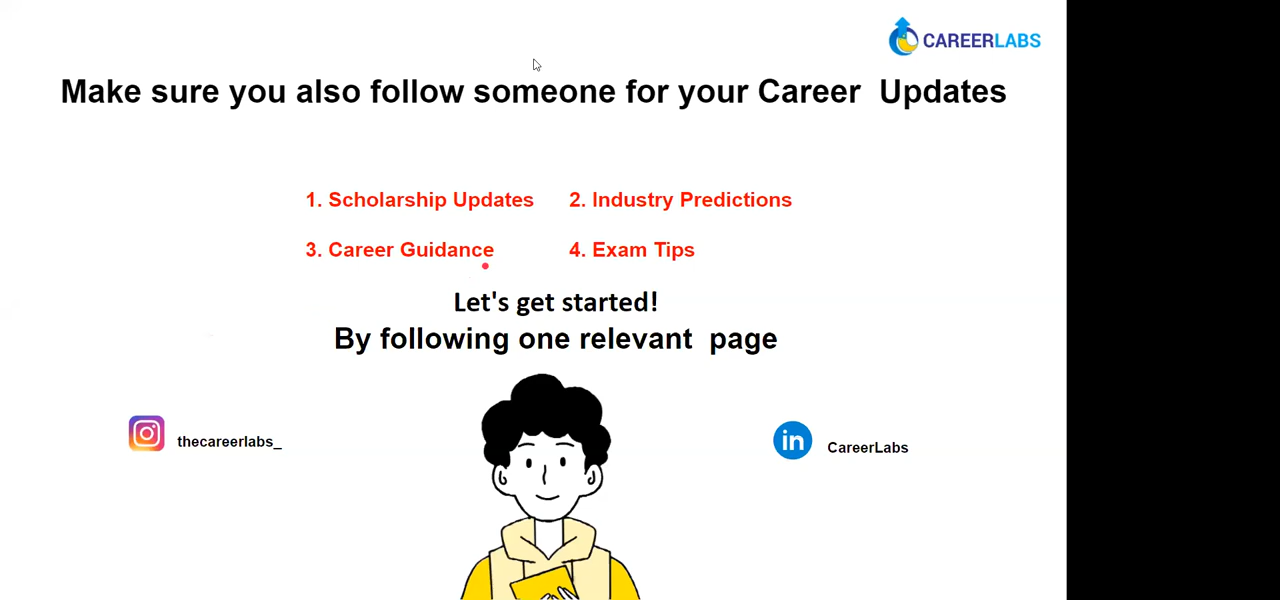 CAREERLABS
Make sure you also follow someone for your Career Updates
1. Scholarship Updates 2. Industry Predictions
3. Career Guidance 4. Exam Tips
Let's get started!
By following one relevant page
thecareerlabs_
in CareerLabs